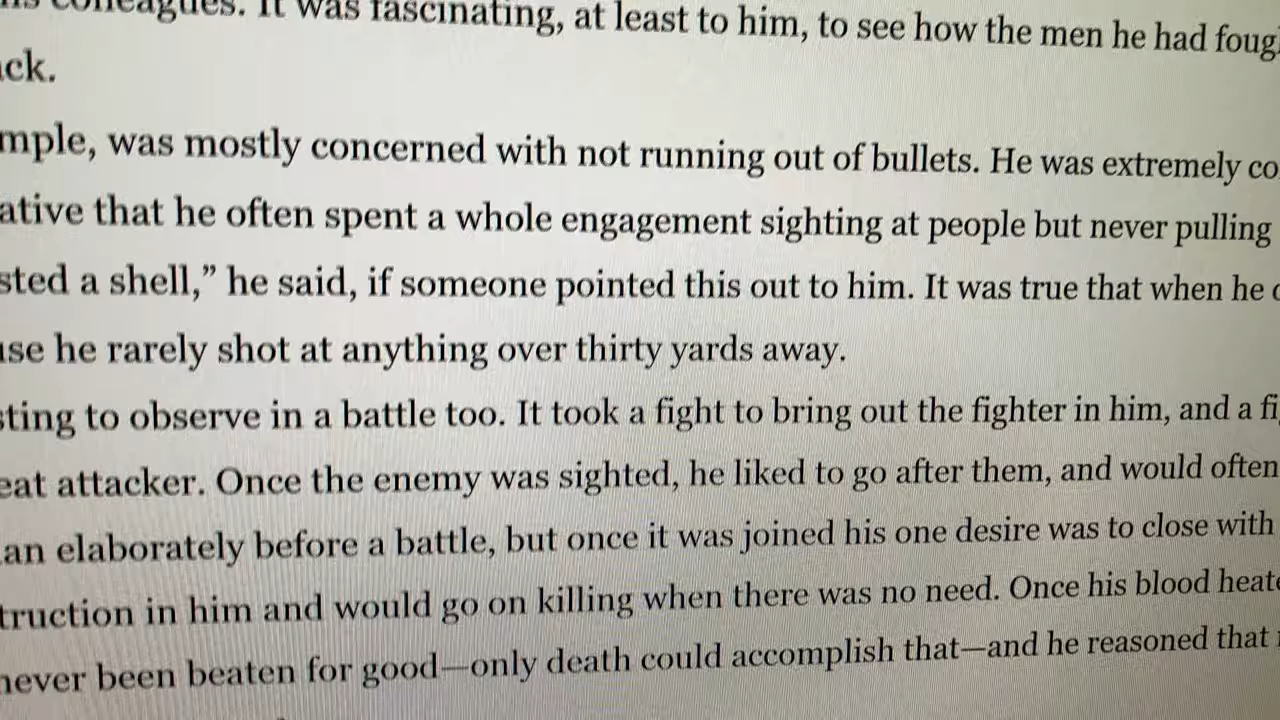 colleagues. It was fascinating, at least to him, to see how the men he had
ck.
mple, was mostly concerned with not running out of bullets. He was extremely co
ative that he often spent a whole engagement sighting at people but never pulling
sted a shell,” he said, if someone pointed this out to him. It was true that when he
se he rarely shot at anything over thirty yards away.
sting to observe in a battle too. It took a fight to bring out the fighter in him, and a
eat attacker. Once the enemy was sighted, he liked to go after them, and would often
an elaborately before a battle, but once it was joined his one desire was to close with
truction in him and would go on killing when there was no need. Once his blood heate
never been beaten for good—only death could accomplish that—and he reasoned that